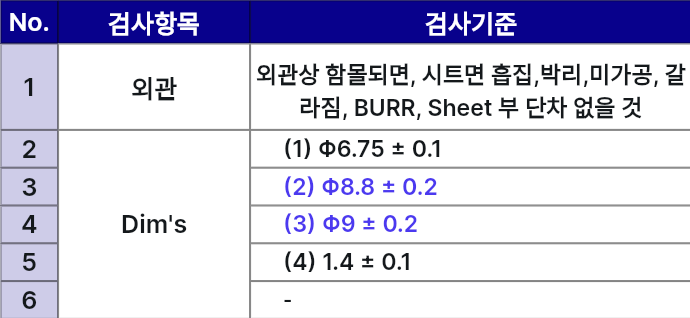 No. 검사항목 검사기준
1 외관 외관상 함몰되면, 시트면 흡집,박리,미가공, 갈
라짐, BURR, Sheet 부 단차 없을 것
2 (1) Φ6.75 ± 0.1
3 (2) Φ8.8 ± 0.2
4 Dim's (3) Φ9 ± 0.2
5 (4) 1.4 ± 0.1
6 -